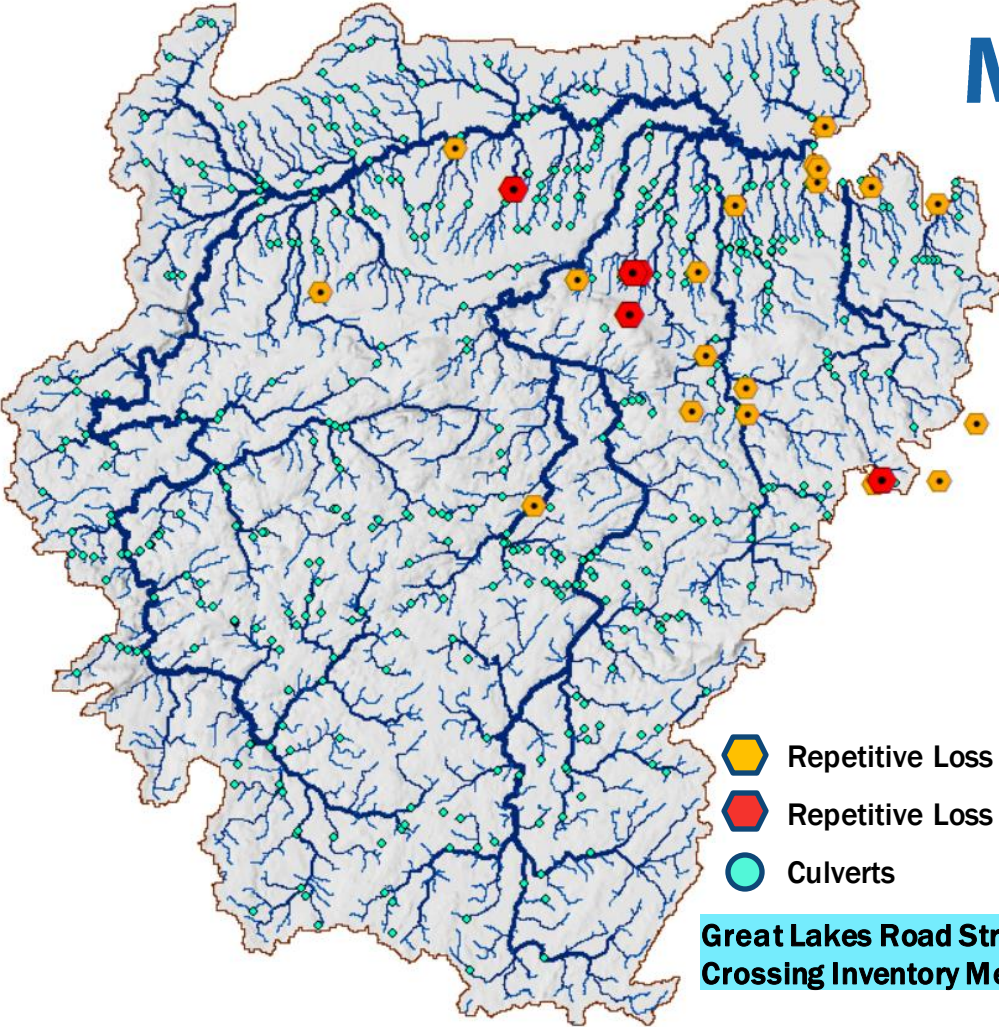 M
Repetitive Loss
Repetitive Loss
Culverts
Great Lakes Road Str
Crossing Inventory Me